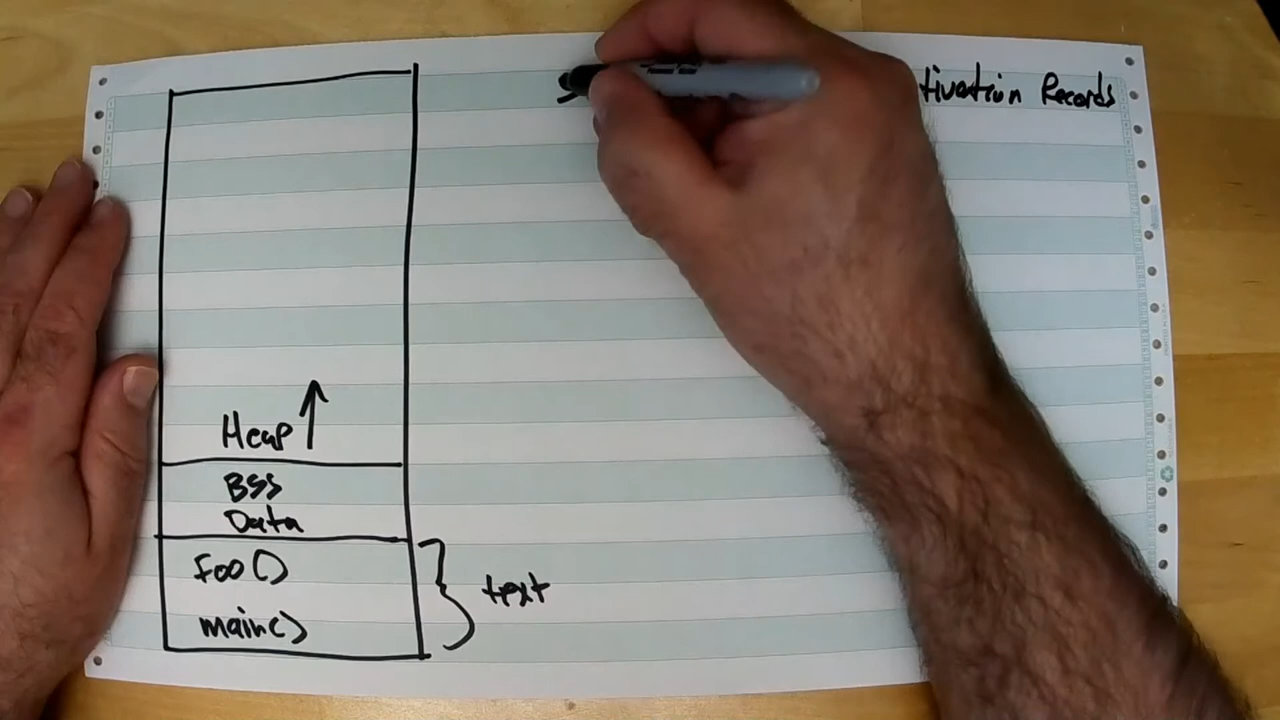 tivation Records
Heap
BSS
Data
foo()
main()
text